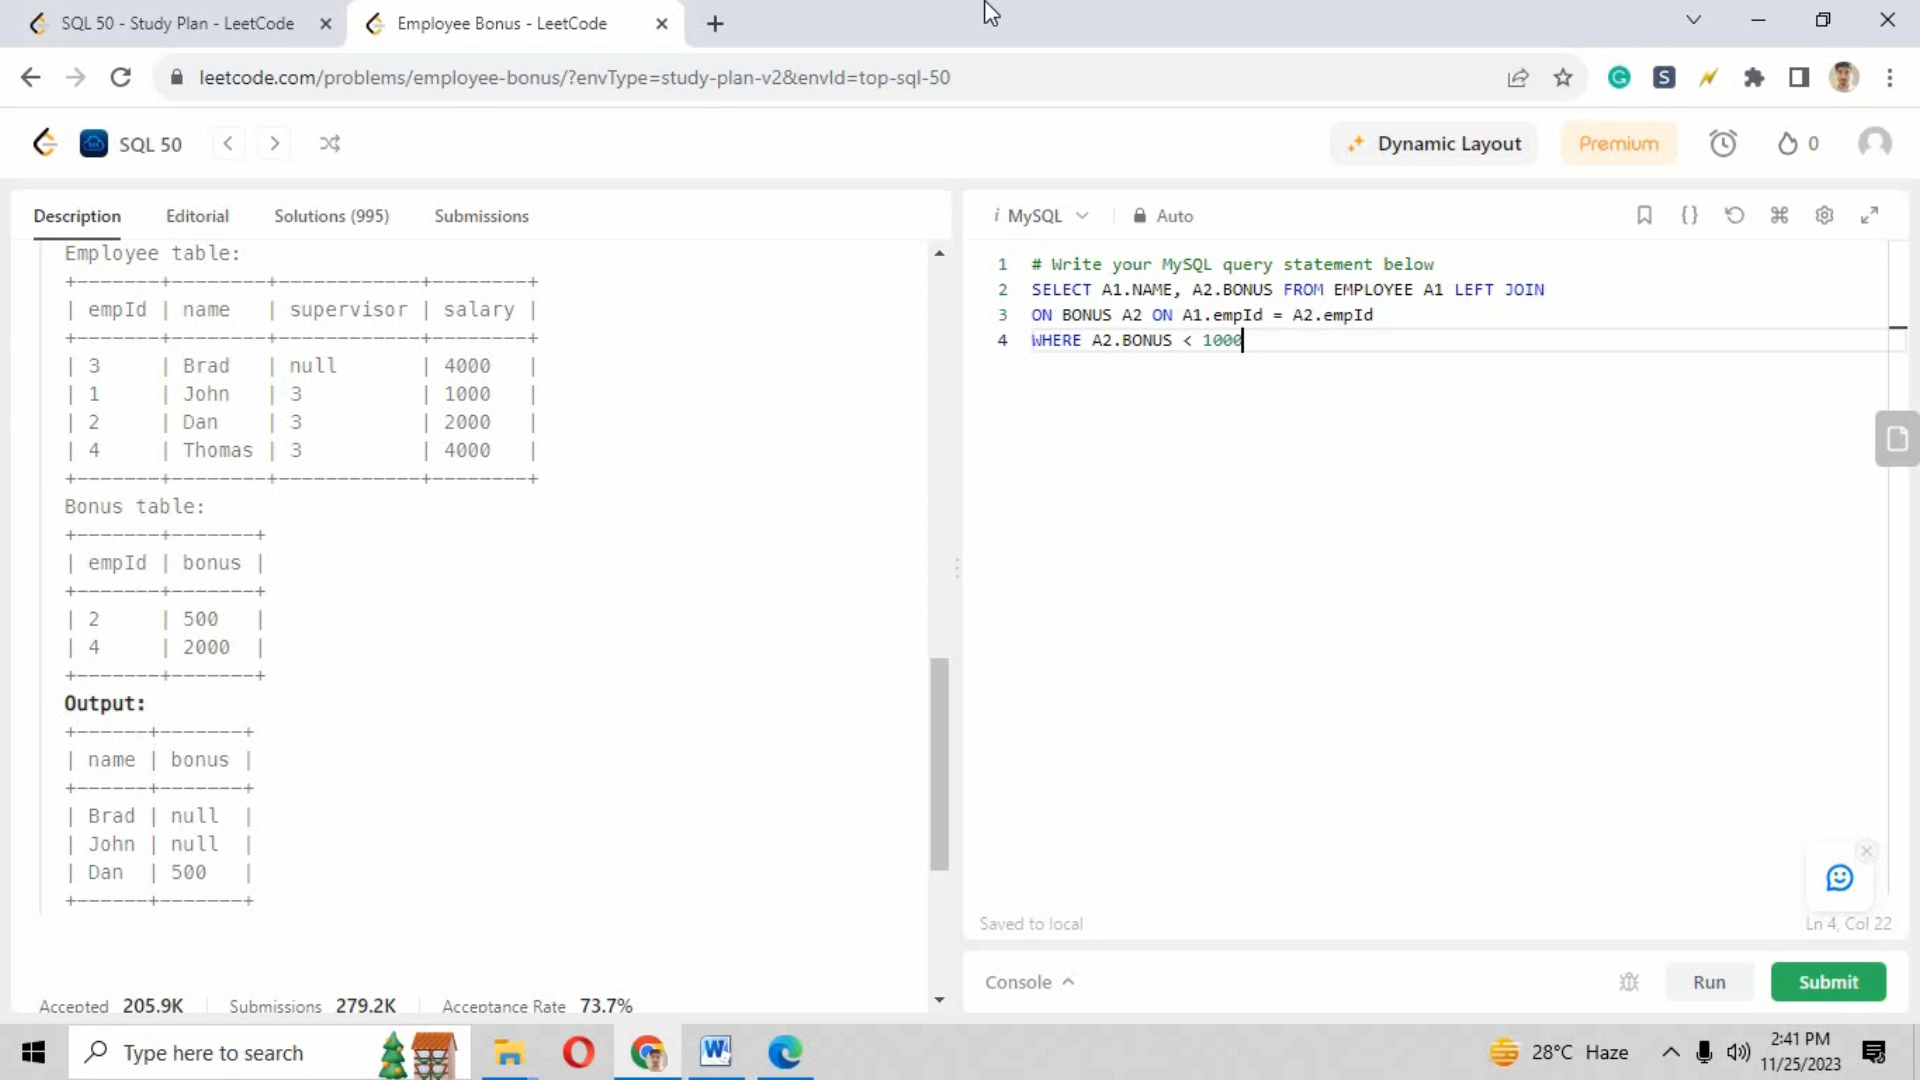 SQL 50 - Study Plan - LeetCode
Employee Bonus - LeetCode
leetcode.com/problems/employee-bonus/?envType=study-plan-v2&envId=top-sql-50
SQL 50
Dynamic Layout
Premium
0
Description Editorial Solutions (995) Submissions
Employee table:
+-------+--------+------------+--------+
| empId | name   | supervisor | salary |
+-------+--------+------------+--------+
| 3     | Brad   | null       | 4000   |
| 1     | John   | 3          | 1000   |
| 2     | Dan    | 3          | 2000   |
| 4     | Thomas | 3          | 4000   |
+-------+--------+------------+--------+
Bonus table:
+-------+-------+
| empId | bonus |
+-------+-------+
| 2     | 500   |
| 4     | 2000  |
+-------+-------+
Output:
+------+-------+
| name | bonus |
+------+-------+
| Brad | null  |
| John | null  |
| Dan  | 500   |
+------+-------+
Accepted 205.9K Submissions 279.2K Acceptance Rate 73.7%
i MySQL Auto
1 # Write your MySQL query statement below
2 SELECT A1.NAME, A2.BONUS FROM EMPLOYEE A1 LEFT JOIN
3 ON BONUS A2 ON A1.empId = A2.empId
4 WHERE A2.BONUS < 1000
Saved to local
Ln 4, Col 22
Console
Run
Submit
Type here to search
28°C Haze
2:41 PM
11/25/2023